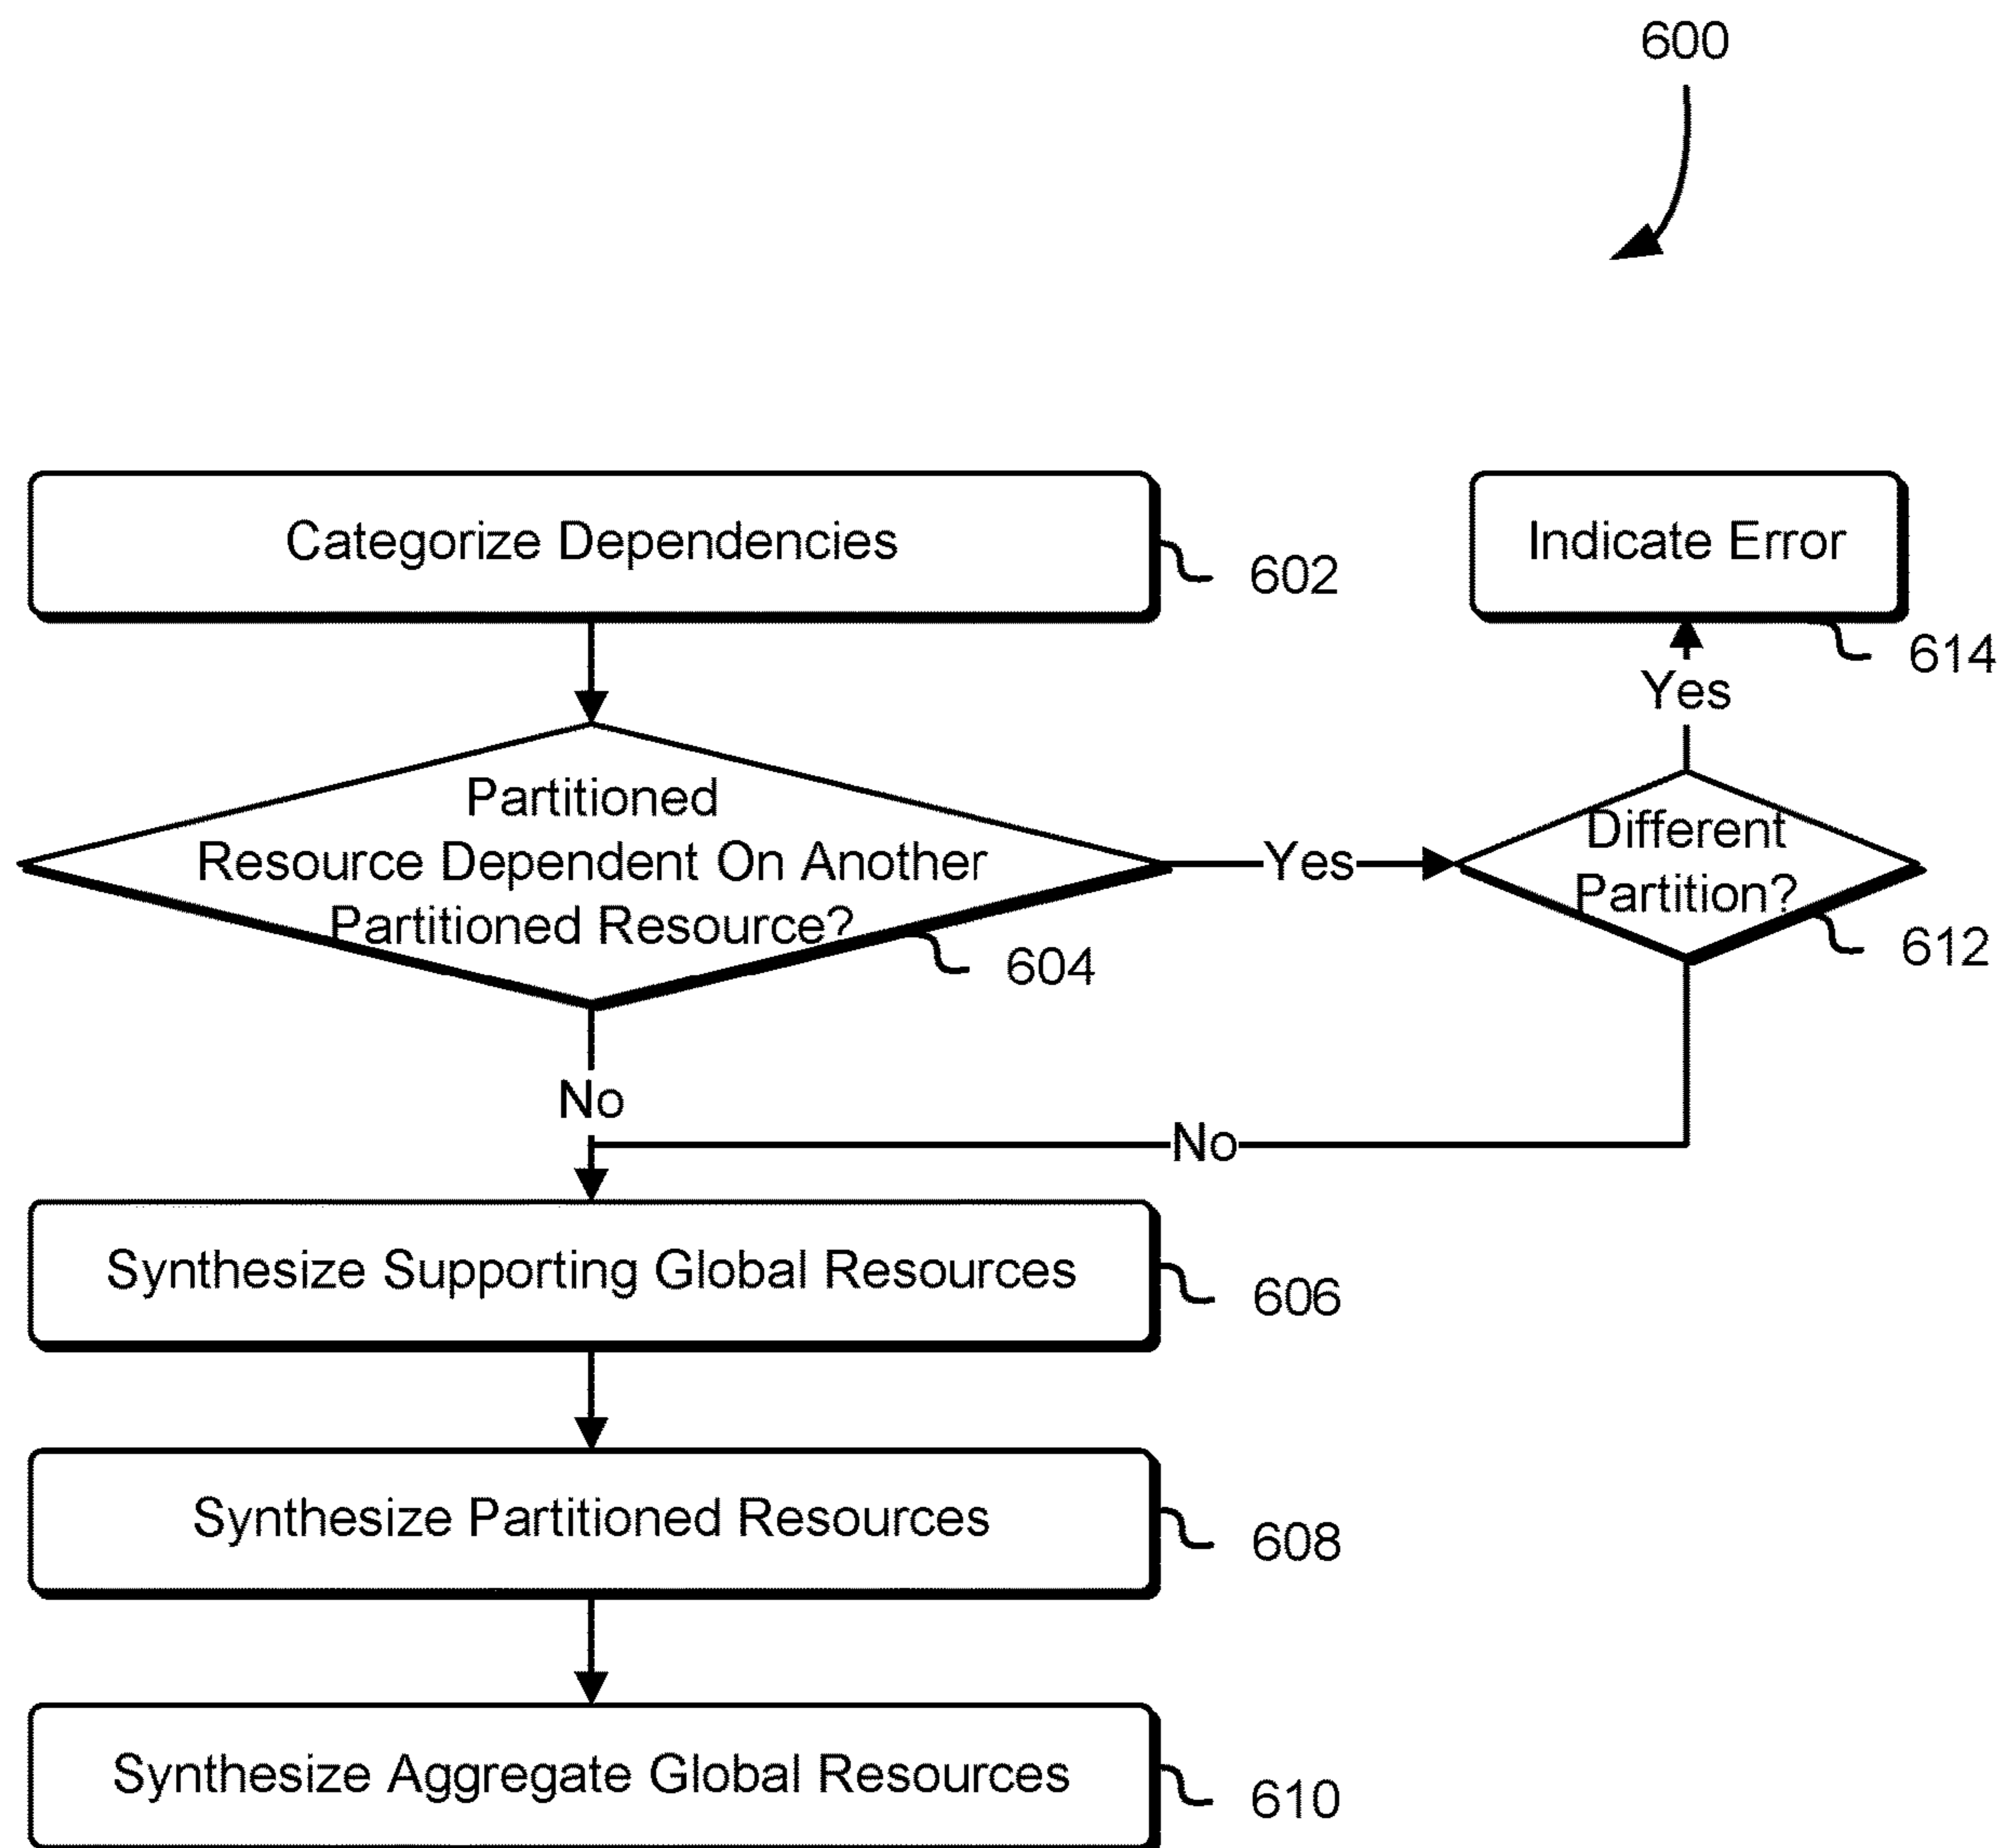 600
Categorize Dependencies
602
Indicate Error
614
Yes
Partitioned
Resource Dependent On Another
Partitioned Resource?
604
Yes
Different
Partition?
612
No
No
Synthesize Supporting Global Resources
606
Synthesize Partitioned Resources
608
Synthesize Aggregate Global Resources
610